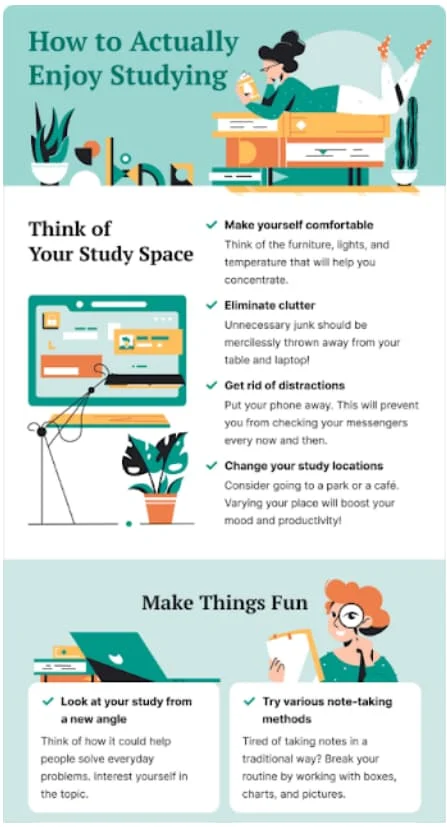 How to Actually
Enjoy Studying
Think of
Your Study Space
Make yourself comfortable
Think of the furniture, lights, and
temperature that will help you
concentrate.
Eliminate clutter
Unnecessary junk should be
mercilessly thrown away from your
table and laptop!
Get rid of distractions
Put your phone away. This will prevent
you from checking your messengers
every now and then.
Change your study locations
Consider going to a park or a café.
Varying your place will boost your
mood and productivity!
Make Things Fun
Look at your study from
a new angle
Think of how it could help
people solve everyday
problems. Interest yourself in
the topic.
Try various note-taking
methods
Tired of taking notes in a
traditional way? Break your
routine by working with boxes,
charts, and pictures.